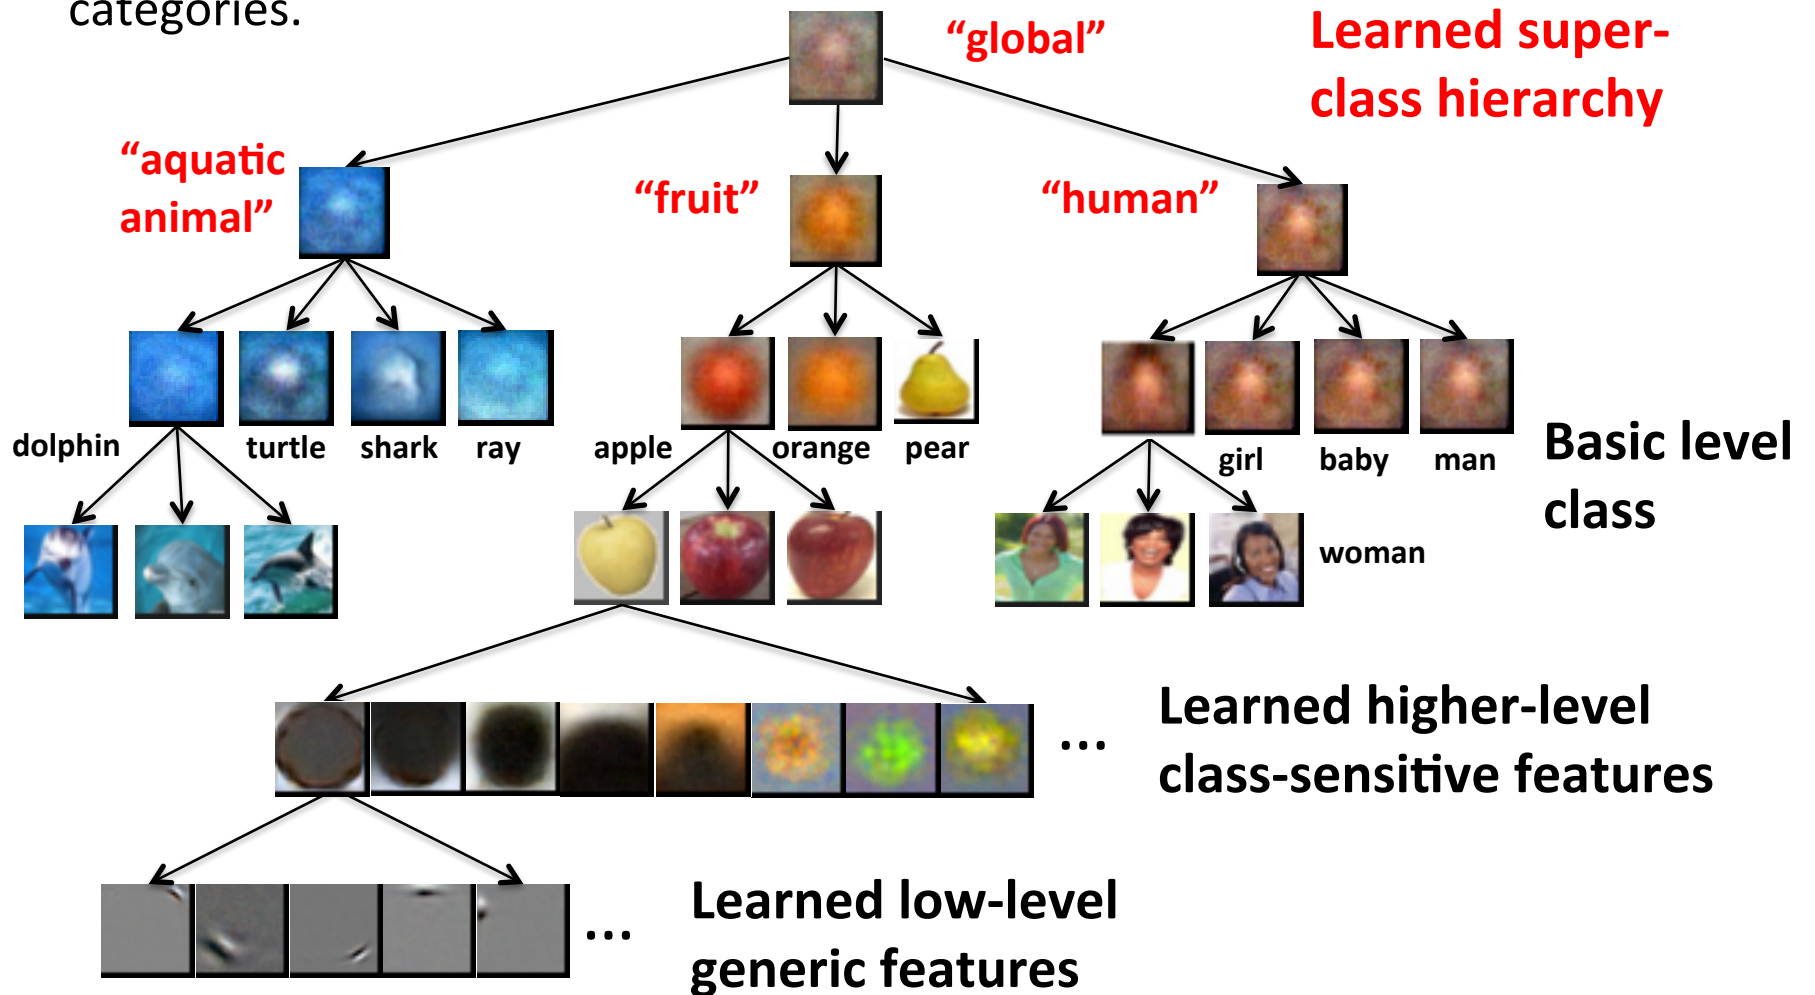 categories.
“global”
Learned super-
class hierarchy
“aquatic
animal”
“fruit”
“human”
dolphin
turtle
shark
ray
apple
orange
pear
girl
baby
man
Basic level
class
woman
Learned higher-level
class-sensitive features
...
Learned low-level
generic features
...